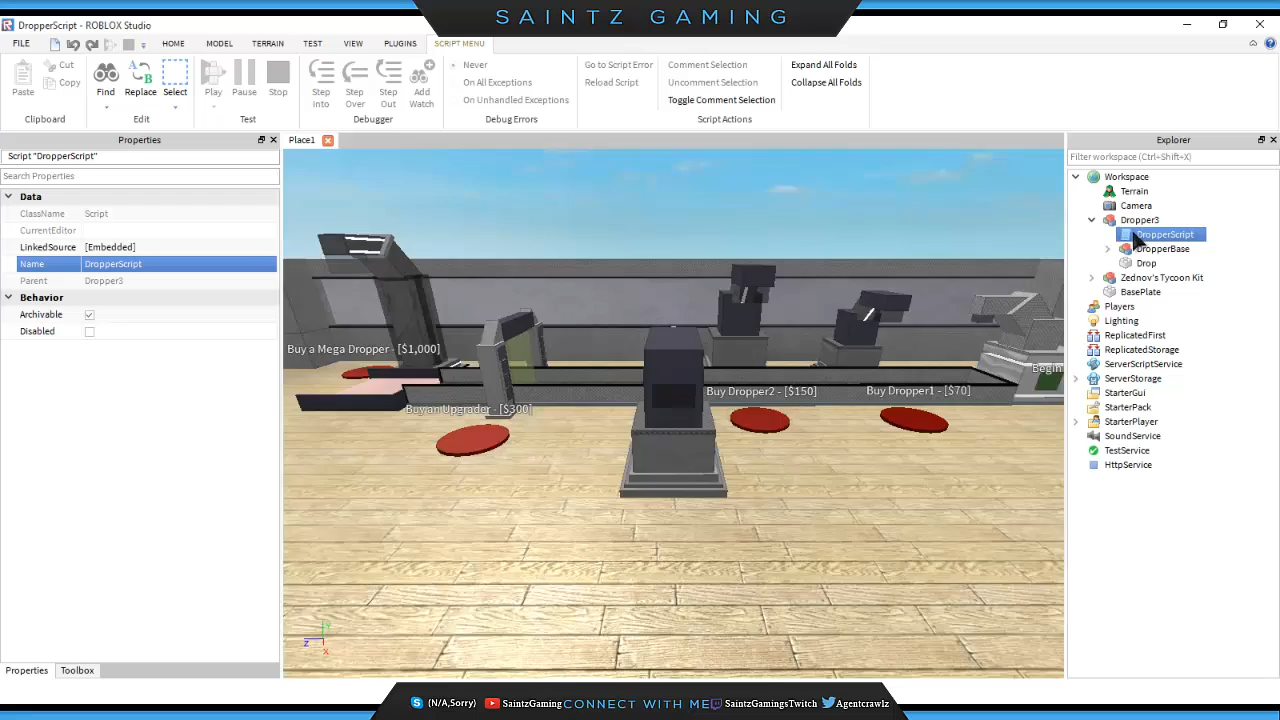 SAINTZ GAMING
DropperScript - ROBLOX Studio
FILE HOME MODEL TERRAIN TEST VIEW PLUGINS SCRIPT MENU
Paste Cut Copy
Clipboard
Find Replace Select
Edit
Play Pause Stop
Test
Step Into Step Over Step Out Add Watch
Debugger
Never
On All Exceptions
On Unhandled Exceptions
Debug Errors
Go to Script Error
Reload Script
Comment Selection
Uncomment Selection
Toggle Comment Selection
Expand All Folds
Collapse All Folds
Script Actions
Properties
Script "DropperScript"
Search Properties
Data
ClassName Script
CurrentEditor
LinkedSource [Embedded]
Name DropperScript
Parent Dropper3
Behavior
Archivable
Disabled
Properties Toolbox
Place1
Buy a Mega Dropper - [$1,000]
Buy an Upgrader - [$300]
Buy Dropper2 - [$150]
Buy Dropper1 - [$70]
Begin
Y
Z
X
Explorer
Filter workspace (Ctrl+Shift+X)
Workspace
Terrain
Camera
Dropper3
DropperScript
DropperBase
Drop
Zednov's Tycoon Kit
BasePlate
Players
Lighting
ReplicatedFirst
ReplicatedStorage
ServerScriptService
ServerStorage
StarterGui
StarterPack
StarterPlayer
SoundService
TestService
HttpService
(N/A,Sorry) SaintzGaming CONNECT WITH ME SaintzGamingsTwitch Agentcrawlz